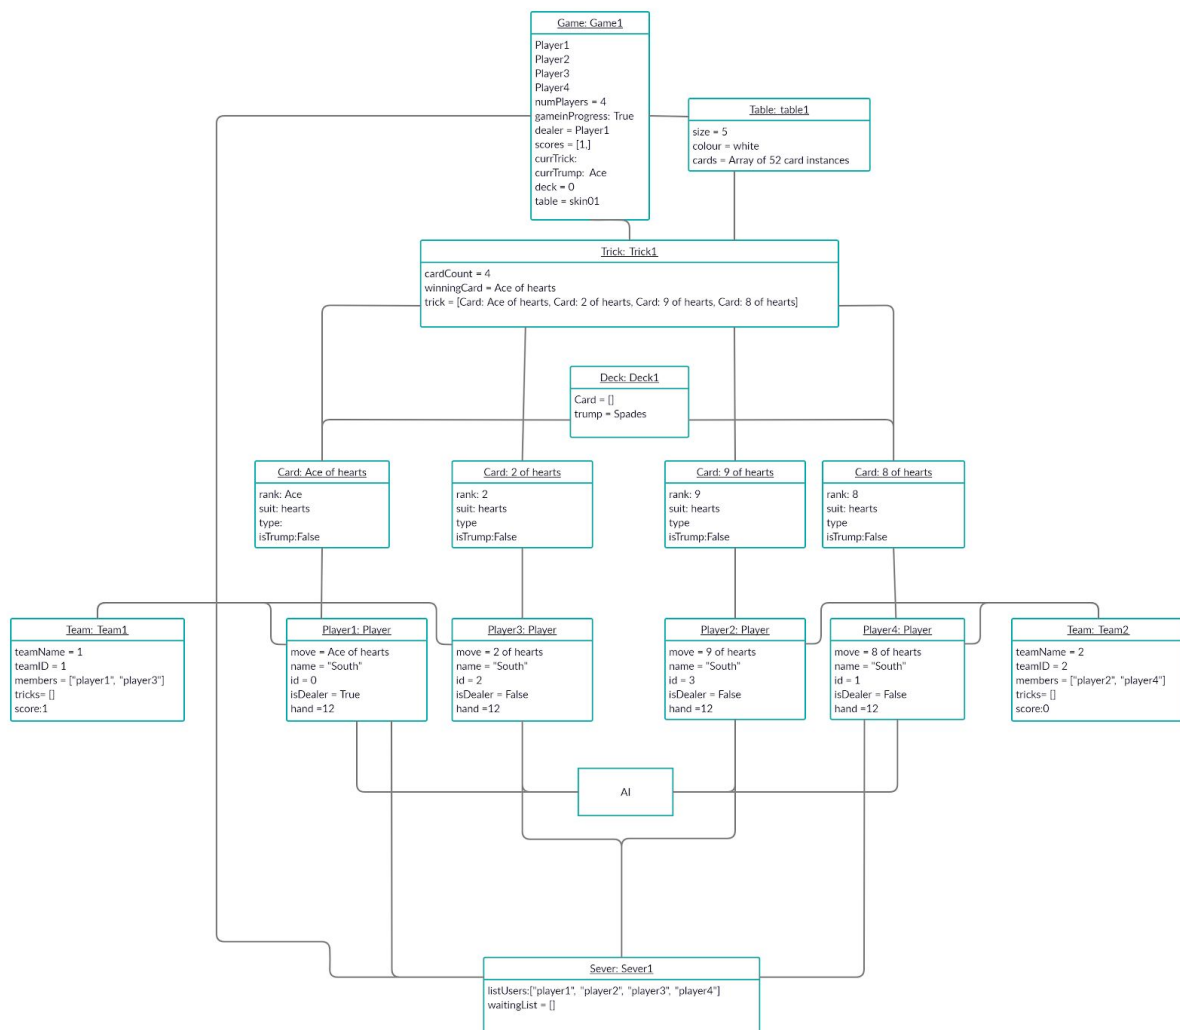 Game: Game1
Player1
Player2
Player3
Player4
numPlayers = 4
gameinProgress: True
dealer = Player1
scores = [1,]
currTrick:
currTrump: Ace
deck = 0
table = skin01
Table: table1
size = 5
colour = white
cards = Array of 52 card instances
Trick: Trick1
cardCount = 4
winningCard = Ace of hearts
trick = [Card: Ace of hearts, Card: 2 of hearts, Card: 9 of hearts, Card: 8 of hearts]
Deck: Deck1
Card = []
trump = Spades
Card: Ace of hearts
rank: Ace
suit: hearts
type:
isTrump:False
Card: 2 of hearts
rank: 2
suit: hearts
type
isTrump:False
Card: 9 of hearts
rank: 9
suit: hearts
type
isTrump:False
Card: 8 of hearts
rank: 8
suit: hearts
type
isTrump:False
Team: Team1
teamName = 1
teamID = 1
members = ["player1", "player3"]
tricks= []
score:1
Player1: Player
move = Ace of hearts
name = "South"
id = 0
isDealer = True
hand =12
Player3: Player
move = 2 of hearts
name = "South"
id = 2
isDealer = False
hand =12
Player2: Player
move = 9 of hearts
name = "South"
id = 3
isDealer = False
hand =12
Player4: Player
move = 8 of hearts
name = "South"
id = 1
isDealer = False
hand =12
Team: Team2
teamName = 2
teamID = 2
members = ["player2", "player4"]
tricks= []
score:0
AI
Sever: Sever1
listUsers:["player1", "player2", "player3", "player4"]
waitingList = []